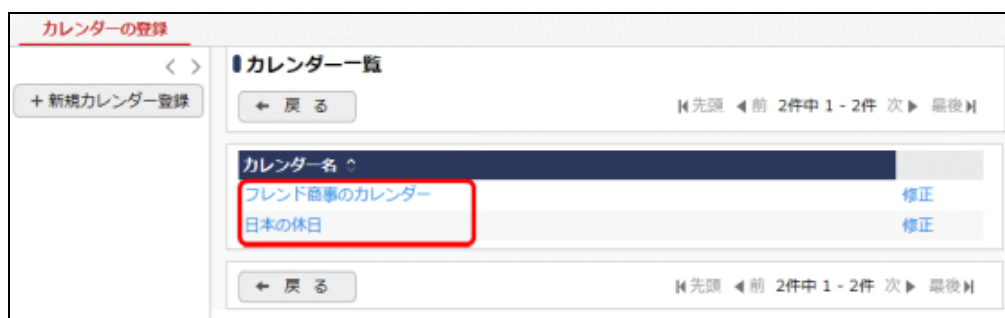 カレンダーの登録
< >
+ 新規カレンダー登録
カレンダー一覧
← 戻る
先頭 ◀前 2件中 1 - 2件 次▶ 最後
カレンダー名
フレンド商事のカレンダー 修正
日本の休日 修正
← 戻る
先頭 ◀前 2件中 1 - 2件 次▶ 最後